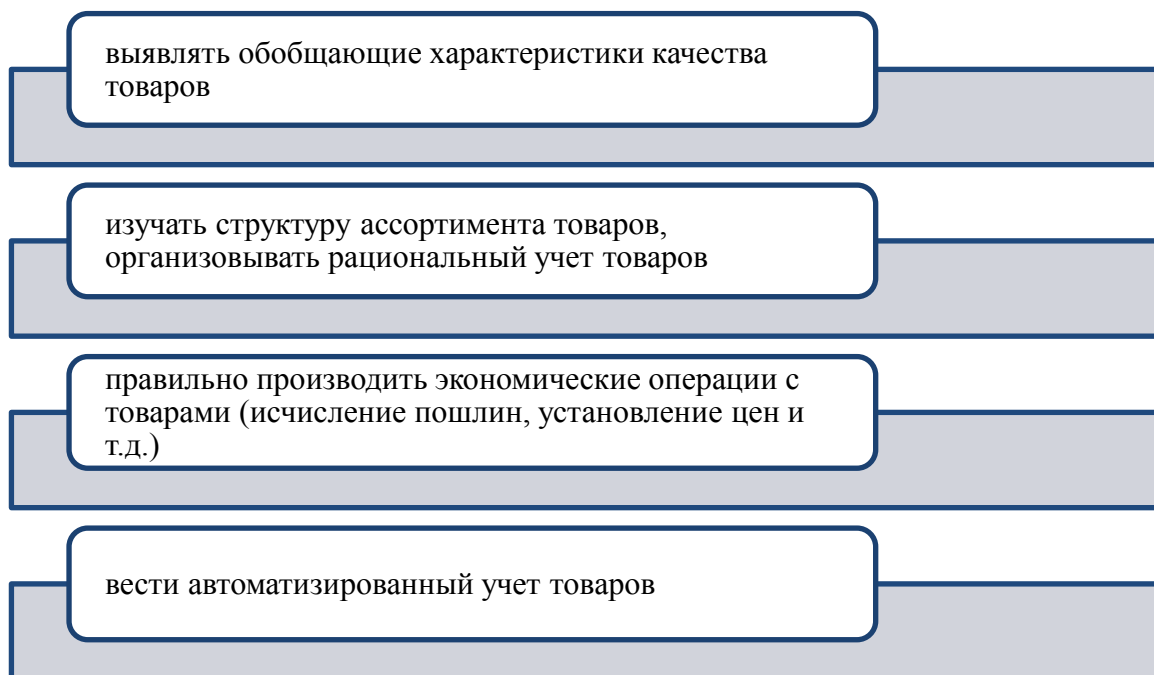 выявлять обобщающие характеристики качества
товаров
изучать структуру ассортимента товаров,
организовывать рациональный учет товаров
правильно производить экономические операции с
товарами (исчисление пошлин, установление цен и
т.д.)
вести автоматизированный учет товаров